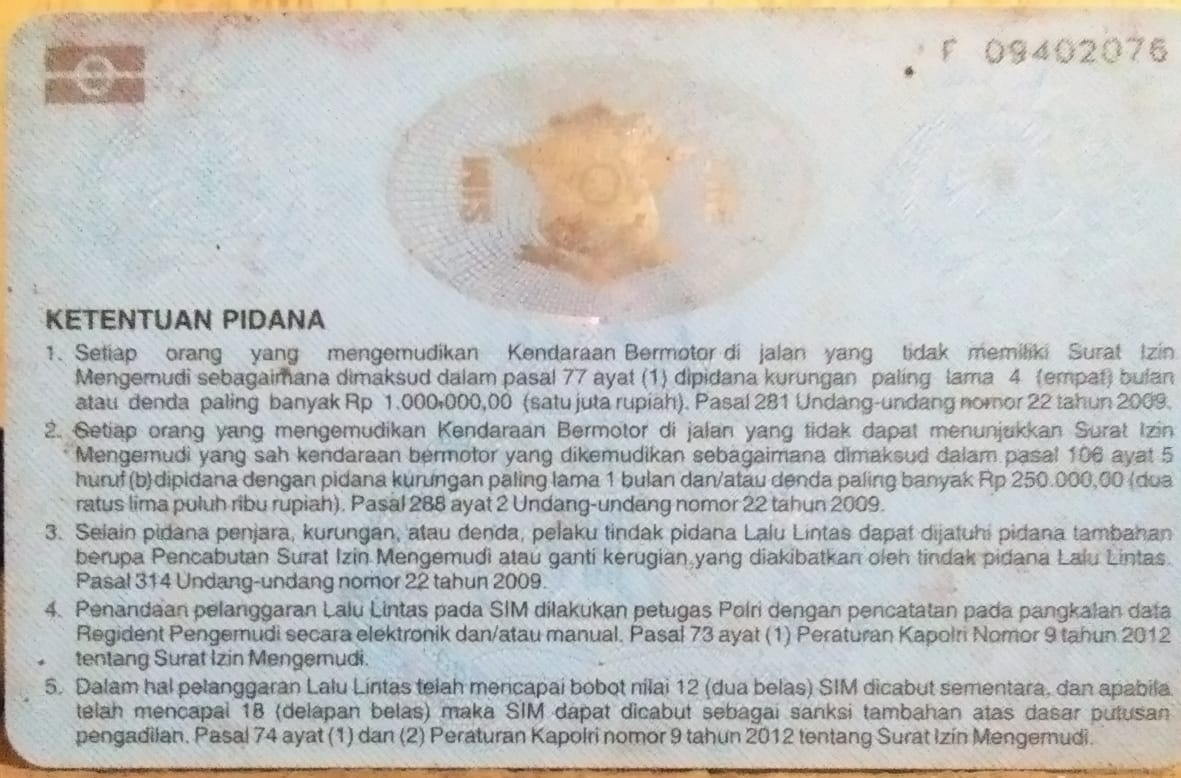 F 09402076
SIM
KETENTUAN PIDANA
1. Setiap orang yang mengemudikan Kendaraan Bermotor di jalan yang tidak memiliki Surat Izin
Mengemudi sebagaimana dimaksud dalam pasal 77 ayat (1) dipidana kurungan paling lama 4 (empat) bulan
atau denda paling banyak Rp 1.000.000,00 (satu juta rupiah). Pasal 281 Undang-undang nomor 22 tahun 2009.
2. Setiap orang yang mengemudikan Kendaraan Bermotor di jalan yang tidak dapat menunjukkan Surat Izin
Mengemudi yang sah kendaraan bermotor yang dikemudikan sebagaimana dimaksud dalam pasal 106 ayat 5
huruf (b) dipidana dengan pidana kurungan paling lama 1 bulan dan/atau denda paling banyak Rp 250.000,00 (dua
ratus lima puluh ribu rupiah). Pasal 288 ayat 2 Undang-undang nomor 22 tahun 2009.
3. Selain pidana penjara, kurungan, atau denda, pelaku tindak pidana Lalu Lintas dapat dijatuhi pidana tambahan
berupa Pencabutan Surat Izin Mengemudi atau ganti kerugian yang diakibatkan oleh tindak pidana Lalu Lintas.
Pasal 314 Undang-undang nomor 22 tahun 2009.
4. Penandaan pelanggaran Lalu Lintas pada SIM dilakukan petugas Polri dengan pencatatan pada pangkalan data
Regident Pengemudi secara elektronik dan/atau manual. Pasal 73 ayat (1) Peraturan Kapolri Nomor 9 tahun 2012
tentang Surat Izin Mengemudi.
5. Dalam hal pelanggaran Lalu Lintas telah mencapai bobot nilai 12 (dua belas) SIM dicabut sementara, dan apabila
telah mencapai 18 (delapan belas) maka SIM dapat dicabut sebagai sanksi tambahan atas dasar putusan
pengadilan. Pasal 74 ayat (1) dan (2) Peraturan Kapolri nomor 9 tahun 2012 tentang Surat Izin Mengemudi.